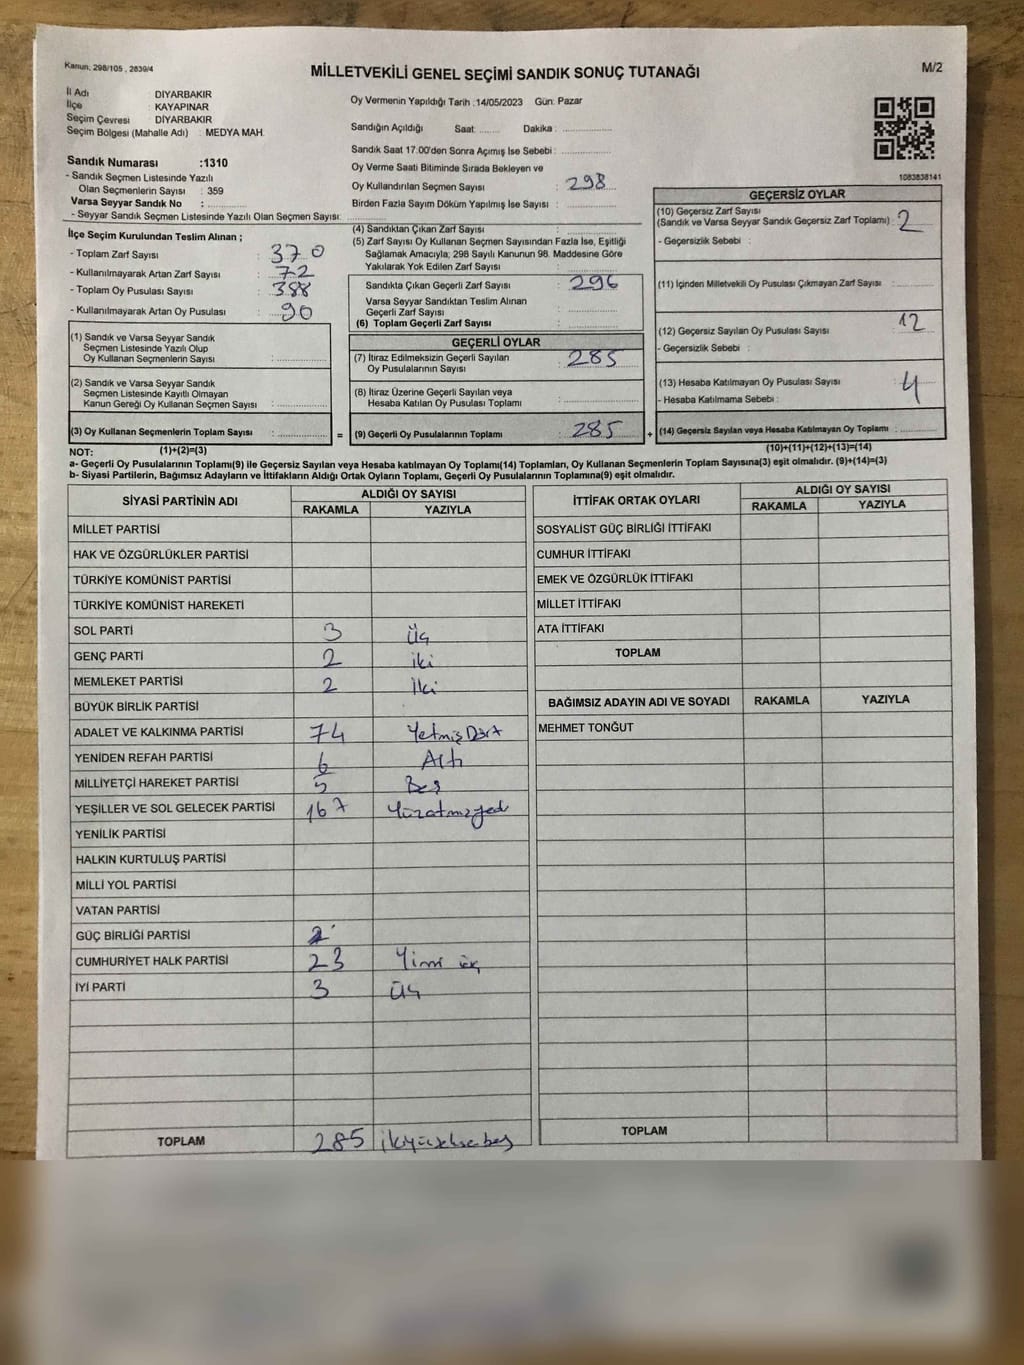 Kanun, 298/105 , 2839/4
MİLLETVEKİLİ GENEL SEÇİMİ SANDIK SONUÇ TUTANAĞI
M/2
İl Adı : DİYARBAKIR
İlçe : KAYAPINAR
Seçim Çevresi : DİYARBAKIR
Seçim Bölgesi (Mahalle Adı) : MEDYA MAH.
Sandık Numarası :1310
- Sandık Seçmen Listesinde Yazılı
Olan Seçmenlerin Sayısı : 359
Varsa Seyyar Sandık No :
- Seyyar Sandık Seçmen Listesinde Yazılı Olan Seçmen Sayısı:
Oy Vermenin Yapıldığı Tarih :14/05/2023 Gün: Pazar
Sandığın Açıldığı Saat: Dakika :
Sandık Saat 17:00'den Sonra Açımış İse Sebebi :
Oy Verme Saati Bitiminde Sırada Bekleyen ve
Oy Kullandırılan Seçmen Sayısı : 298
Birden Fazla Sayım Döküm Yapılmış İse Sayısı :
1083838141
İlçe Seçim Kurulundan Teslim Alınan ;
- Toplam Zarf Sayısı : 370
- Kullanılmayarak Artan Zarf Sayısı : 72
- Toplam Oy Pusulası Sayısı : 388
- Kullanılmayarak Artan Oy Pusulası : 90
(1) Sandık ve Varsa Seyyar Sandık
Seçmen Listesinde Yazılı Olup
Oy Kullanan Seçmenlerin Sayısı :
(2) Sandık ve Varsa Seyyar Sandık
Seçmen Listesinde Kayıtlı Olmayan
Kanun Gereği Oy Kullanan Seçmen Sayısı :
(3) Oy Kullanan Seçmenlerin Toplam Sayısı :
(4) Sandıktan Çıkan Zarf Sayısı :
(5) Zarf Sayısı Oy Kullanan Seçmen Sayısından Fazla İse, Eşitliği
Sağlamak Amacıyla; 298 Sayılı Kanunun 98. Maddesine Göre
Yakılarak Yok Edilen Zarf Sayısı :
Sandıkta Çıkan Geçerli Zarf Sayısı : 296
Varsa Seyyar Sandıktan Teslim Alınan
Geçerli Zarf Sayısı :
(6) Toplam Geçerli Zarf Sayısı :
GEÇERLİ OYLAR
(7) İtiraz Edilmeksizin Geçerli Sayılan
Oy Pusulalarının Sayısı : 285
(8) İtiraz Üzerine Geçerli Sayılan veya
Hesaba Katılan Oy Pusulası Toplamı :
= (9) Geçerli Oy Pusulalarının Toplamı : 285 +
GEÇERSİZ OYLAR
(10) Geçersiz Zarf Sayısı
(Sandık ve Varsa Seyyar Sandık Geçersiz Zarf Toplamı) : 2
- Geçersizlik Sebebi :
(11) İçinden Milletvekili Oy Pusulası Çıkmayan Zarf Sayısı :
(12) Geçersiz Sayılan Oy Pusulası Sayısı : 12
- Geçersizlik Sebebi :
(13) Hesaba Katılmayan Oy Pusulası Sayısı : 4
- Hesaba Katılmama Sebebi :
(14) Geçersiz Sayılan veya Hesaba Katılmayan Oy Toplamı :
NOT: (1)+(2)=(3) (10)+(11)+(12)+(13)=(14)
a- Geçerli Oy Pusulalarının Toplamı(9) ile Geçersiz Sayılan veya Hesaba katılmayan Oy Toplamı(14) Toplamları, Oy Kullanan Seçmenlerin Toplam Sayısına(3) eşit olmalıdır. (9)+(14)=(3)
b- Siyasi Partilerin, Bağımsız Adayların ve İttifakların Aldığı Ortak Oyların Toplamı, Geçerli Oy Pusulalarının Toplamına(9) eşit olmalıdır.
SİYASİ PARTİNİN ADI ALDIĞI OY SAYISI
RAKAMLA YAZIYLA
MİLLET PARTİSİ
HAK VE ÖZGÜRLÜKLER PARTİSİ
TÜRKİYE KOMÜNİST PARTİSİ
TÜRKİYE KOMÜNİST HAREKETİ
SOL PARTİ 3 Üç
GENÇ PARTİ 2 iki
MEMLEKET PARTİSİ 2 İki
BÜYÜK BİRLİK PARTİSİ
ADALET VE KALKINMA PARTİSİ 74 YetmişDört
YENİDEN REFAH PARTİSİ 6 Altı
MİLLİYETÇİ HAREKET PARTİSİ 5 Beş
YEŞİLLER VE SOL GELECEK PARTİSİ 167
YENİLİK PARTİSİ
HALKIN KURTULUŞ PARTİSİ
MİLLİ YOL PARTİSİ
VATAN PARTİSİ
GÜÇ BİRLİĞİ PARTİSİ
CUMHURİYET HALK PARTİSİ 23 Yirmi üç
İYİ PARTİ 3 Üç
TOPLAM 285
İTTİFAK ORTAK OYLARI ALDIĞI OY SAYISI
RAKAMLA YAZIYLA
SOSYALİST GÜÇ BİRLİĞİ İTTİFAKI
CUMHUR İTTİFAKI
EMEK VE ÖZGÜRLÜK İTTİFAKI
MİLLET İTTİFAKI
ATA İTTİFAKI
TOPLAM
BAĞIMSIZ ADAYIN ADI VE SOYADI RAKAMLA YAZIYLA
MEHMET TONĞUT
TOPLAM